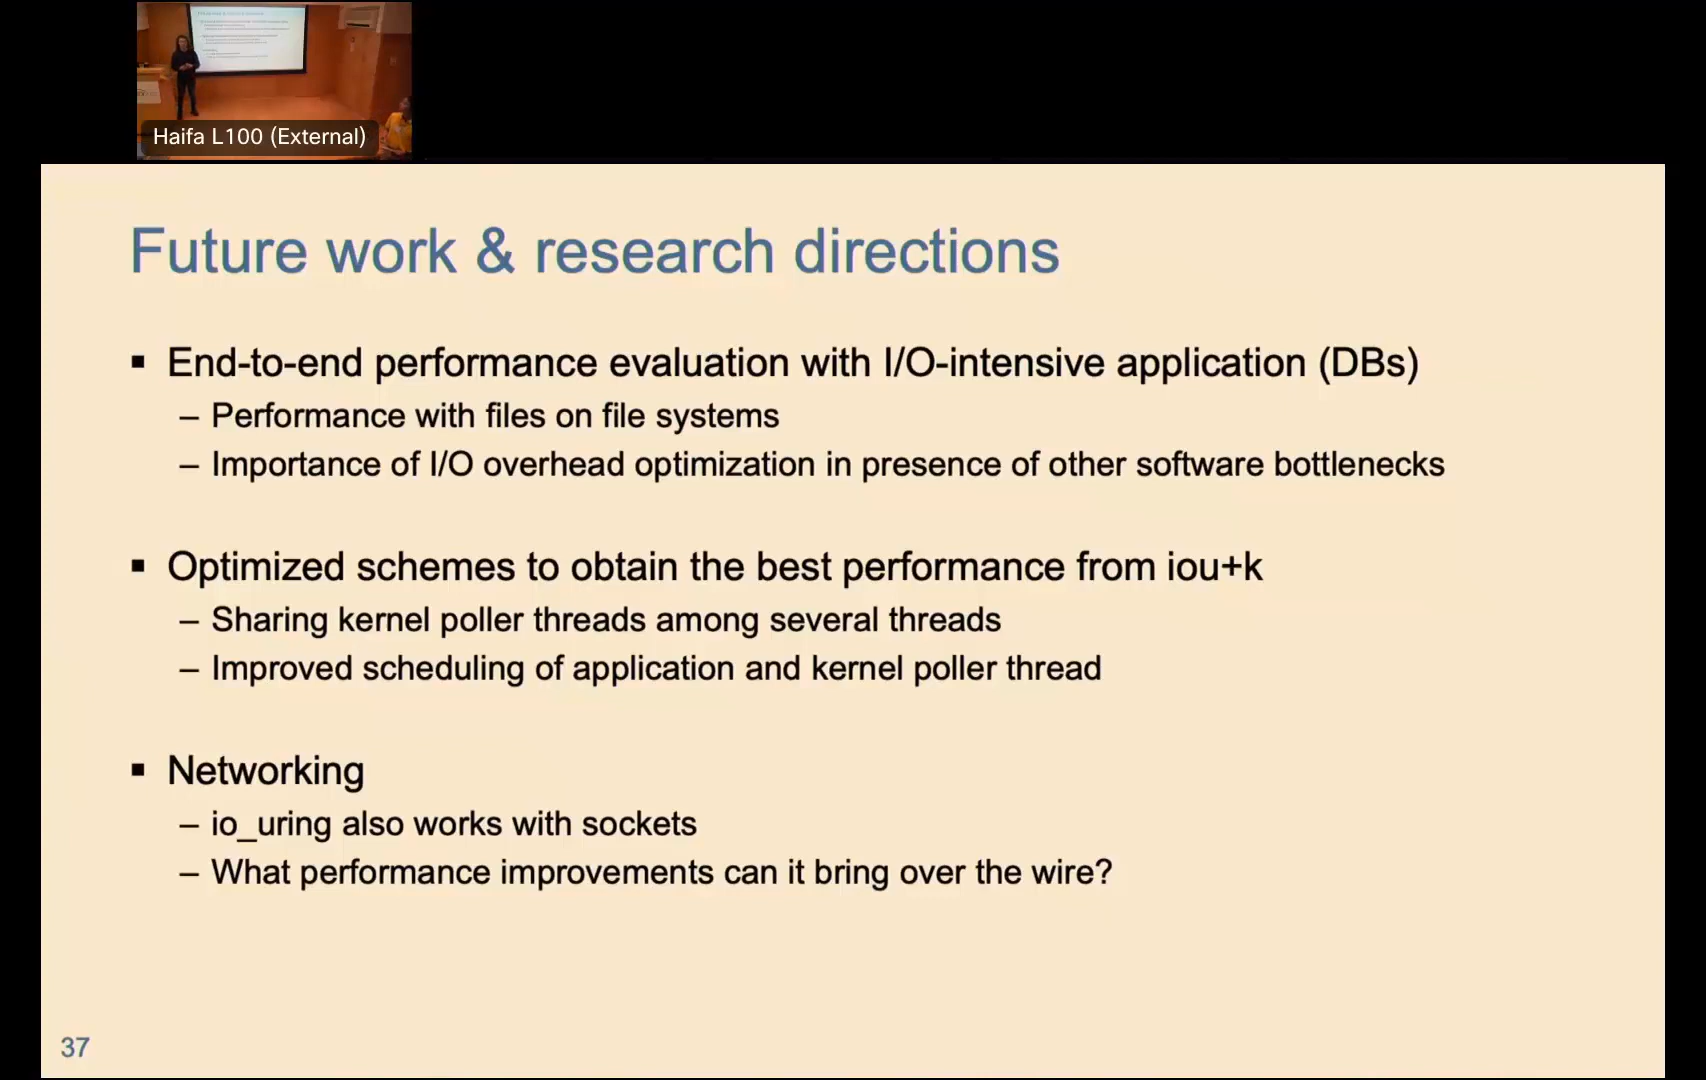 Haifa L100 (External)
Future work & research directions
▪ End-to-end performance evaluation with I/O-intensive application (DBs)
– Performance with files on file systems
– Importance of I/O overhead optimization in presence of other software bottlenecks
▪ Optimized schemes to obtain the best performance from iou+k
– Sharing kernel poller threads among several threads
– Improved scheduling of application and kernel poller thread
▪ Networking
– io_uring also works with sockets
– What performance improvements can it bring over the wire?
37